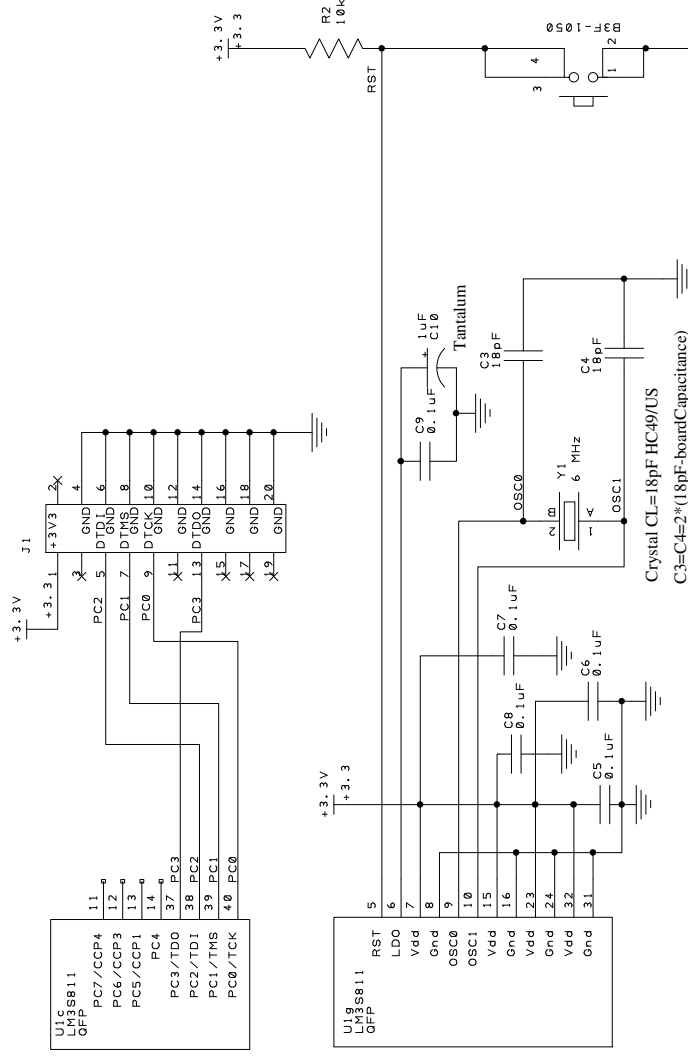 +3.3V
+3.3
R2
10k
RST
B3F-1050
3
4
1
2
J1
+3.3V
+3.3
1
+3V3
2
3
GND
4
PC2
5
DTDI
GND
6
PC1
7
DTMS
GND
8
PC0
9
DTCK
GND
10
11
GND
12
PC3
13
DTDO
GND
14
15
GND
16
17
GND
18
19
GND
20
U1c
LM3S811
QFP
PC7/CCP4
11
PC6/CCP3
12
PC5/CCP1
13
PC4
14
PC3/TDO
37
PC3
PC2/TDI
38
PC2
PC1/TMS
39
PC1
PC0/TCK
40
PC0
U1g
LM3S811
QFP
RST
5
LDO
6
Vdd
7
Gnd
8
OSC0
9
OSC1
10
Vdd
15
Gnd
16
Vdd
23
Gnd
24
Vdd
32
Gnd
31
+3.3V
+3.3
C8
0.1uF
C7
0.1uF
C5
0.1uF
C6
0.1uF
C9
0.1uF
+
1uF
C10
Tantalum
OSC0
2
B
Y1
6 MHz
1
A
OSC1
C3
18pF
C4
18pF
Crystal CL=18pF HC49/US
C3=C4=2*(18pF-boardCapacitance)